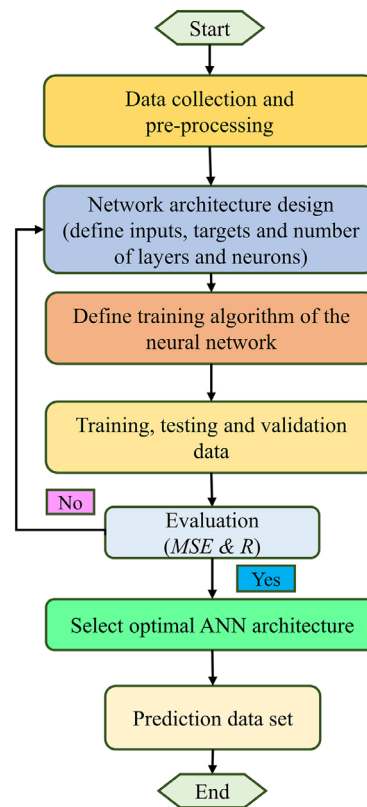 Start
Data collection and
pre-processing
Network architecture design
(define inputs, targets and number
of layers and neurons)
Define training algorithm of the
neural network
Training, testing and validation
data
No
Evaluation
(MSE & R)
Yes
Select optimal ANN architecture
Prediction data set
End